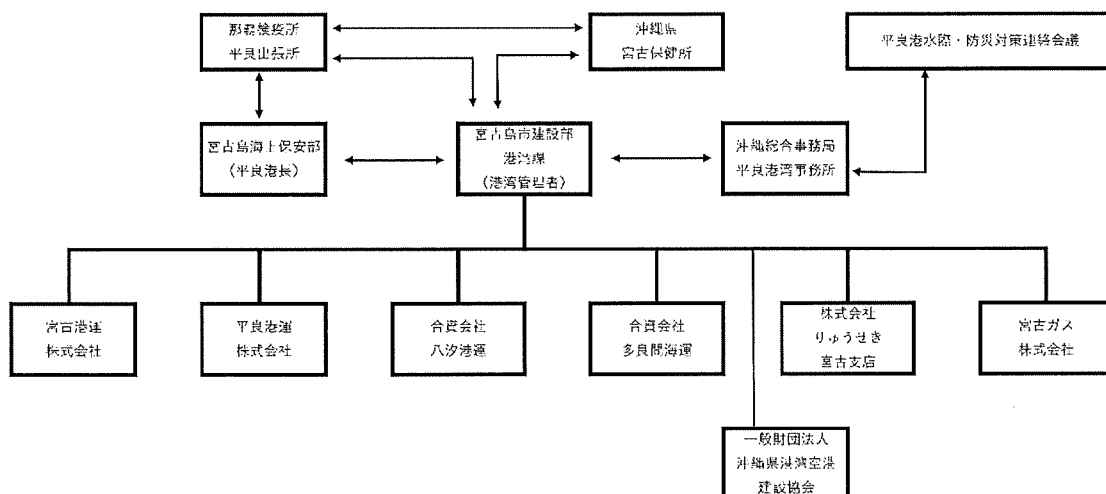 那覇検疫所
平良出張所
沖縄県
宮古保健所
平良港水際・防災対策連絡会議
宮古島海上保安部
（平良港長）
宮古島市建設部
港湾課
（港湾管理者）
沖縄総合事務局
平良港湾事務所
宮古港運
株式会社
平良港運
株式会社
合資会社
八汐港運
合資会社
多良間海運
株式会社
りゅうせき
宮古支店
宮古ガス
株式会社
一般財団法人
沖縄県港湾空港
建設協会